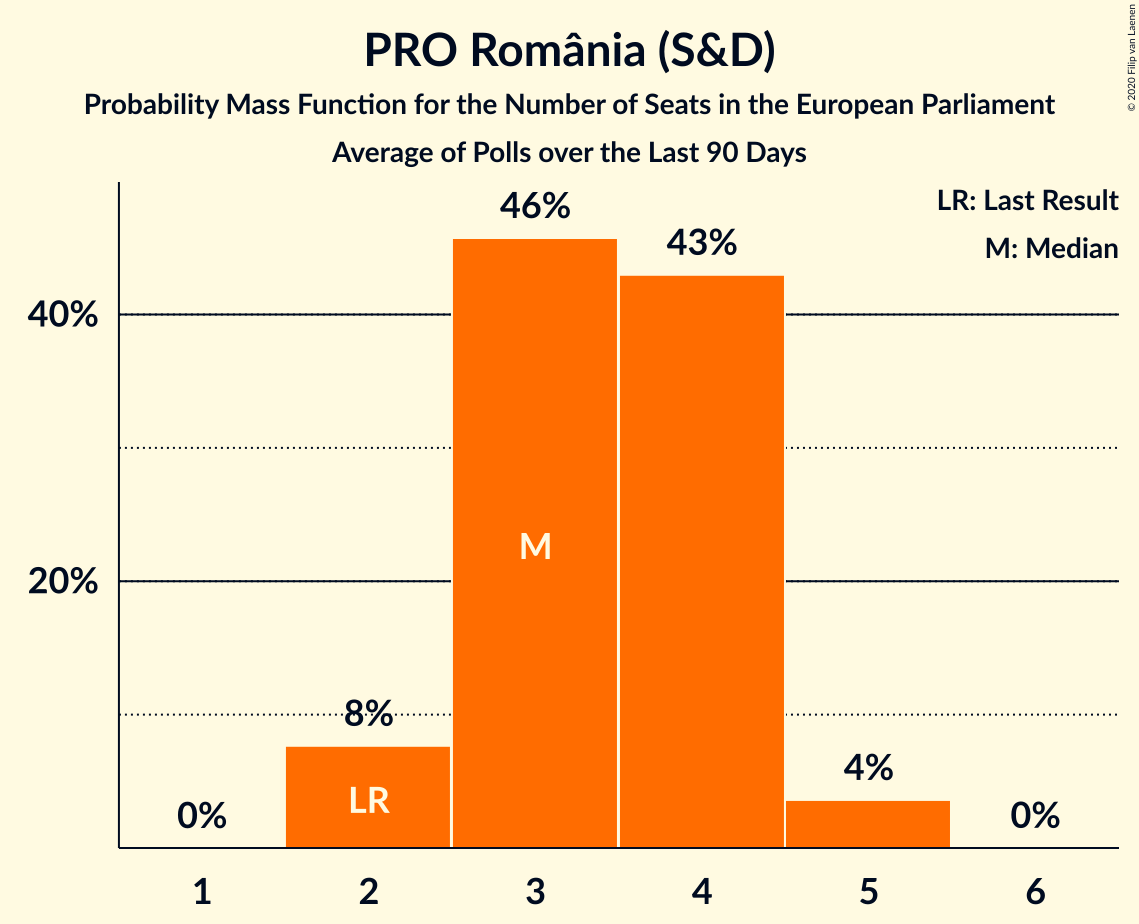 PRO România (S&D)
Probability Mass Function for the Number of Seats in the European Parliament
Average of Polls over the Last 90 Days
© 2020 Filip van Laenen
LR: Last Result
M: Median
46%
43%
40%
M
20%
8%
4%
LR
0%
0%
1 2 3 4 5 6